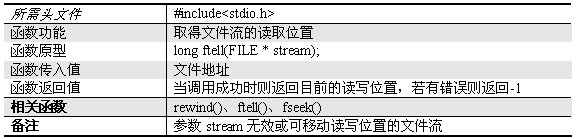 所需头文件 #include<stdio.h>
函数功能 取得文件流的读取位置
函数原型 long ftell(FILE * stream);
函数传入值 文件地址
函数返回值 当调用成功时则返回目前的读写位置，若有错误则返回-1
相关函数 rewind()、ftell()、fseek()
备注 参数 stream 无效或可移动读写位置的文件流